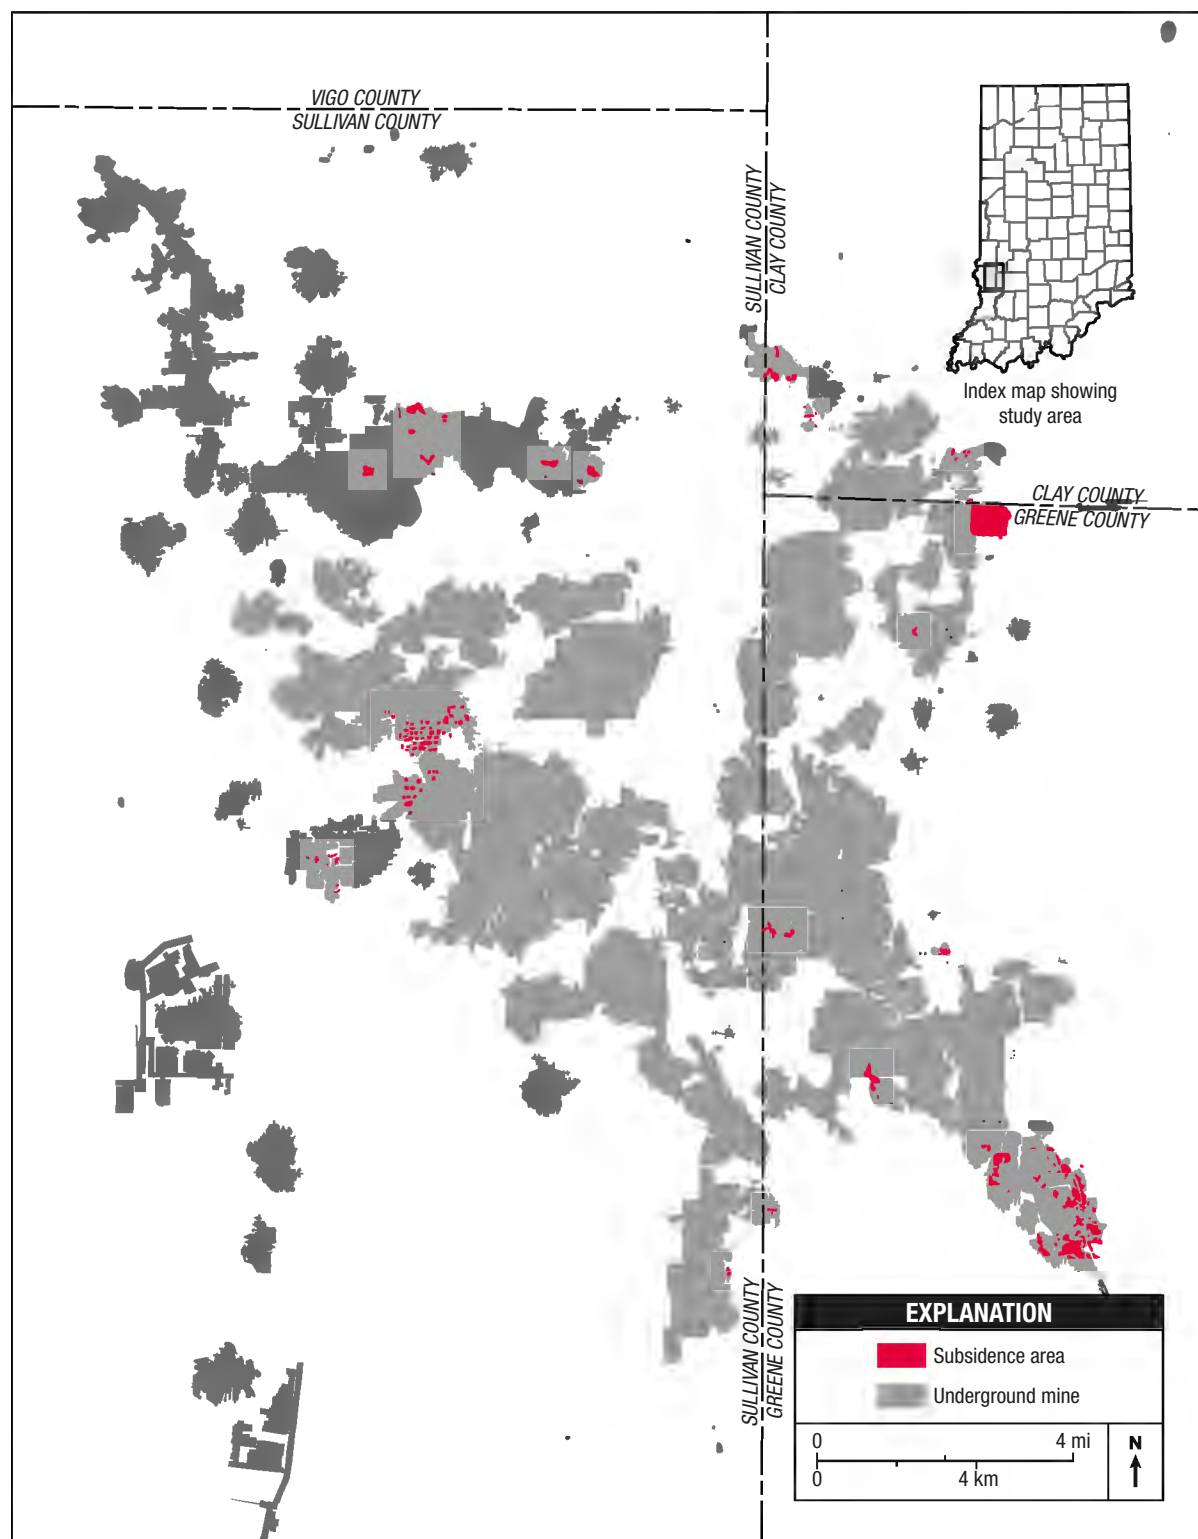 VIGO COUNTY
SULLIVAN COUNTY
SULLIVAN COUNTY
CLAY COUNTY
Index map showing
study area
CLAY COUNTY
GREENE COUNTY
SULLIVAN COUNTY
GREENE COUNTY
EXPLANATION
Subsidence area
Underground mine
0 4 mi
0 4 km
N